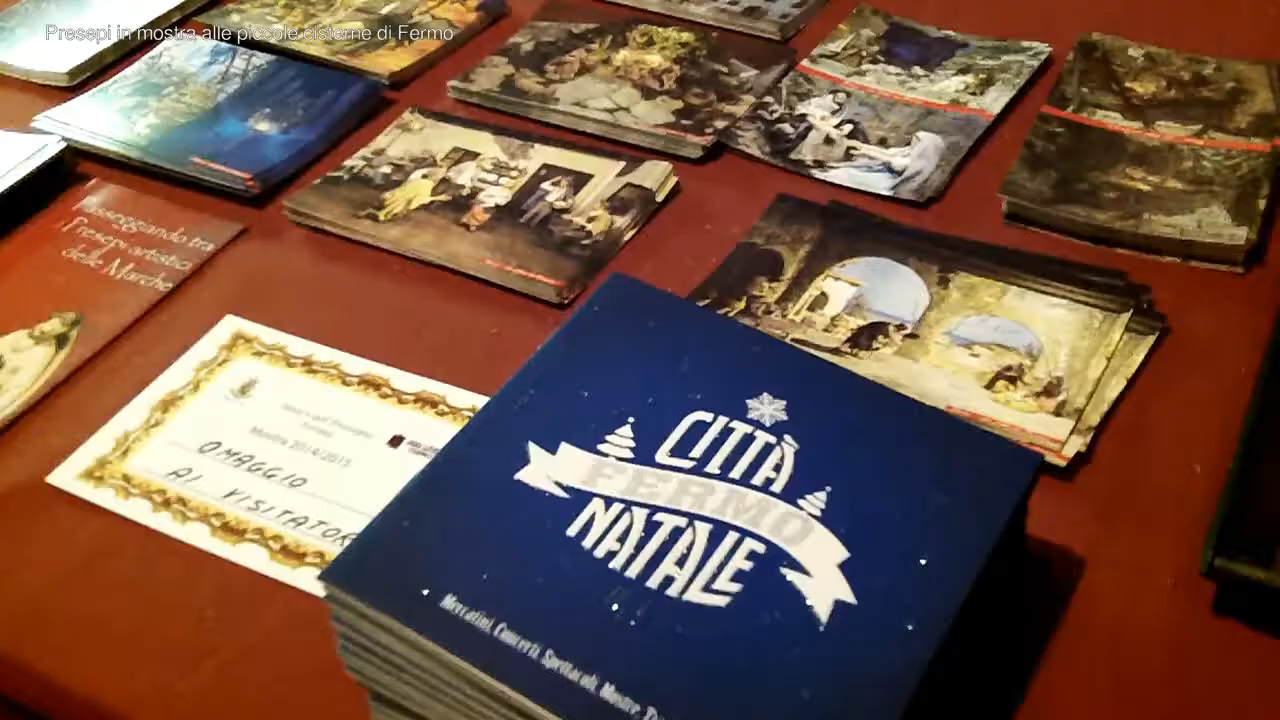 Presepi in mostra alle piccole cisterne di Fermo
Passeggiando tra
Presepi artistici
delle Marche
Mostra 2014/2015
OMAGGIO
AI VISITATOR
CITTÀ
FERMO
NATALE
Mercatini, Concerti, Spettacoli, Mostre,